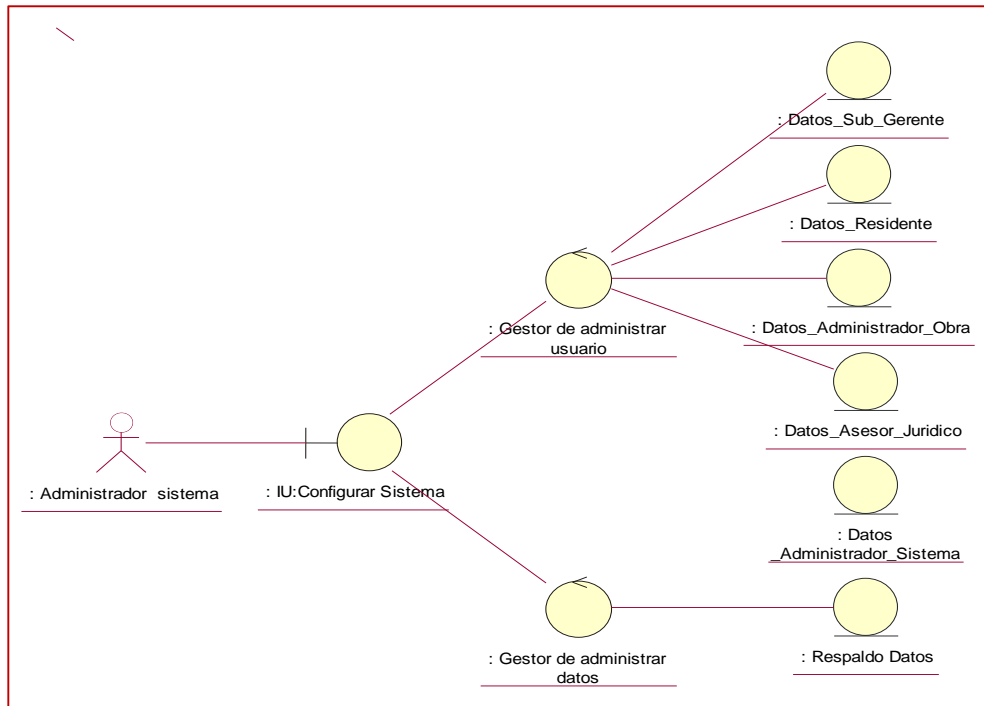 : Datos_Sub_Gerente
: Datos_Residente
: Gestor de administrar
usuario
: Datos_Administrador_Obra
: Datos_Asesor_Juridico
: Administrador sistema
: IU:Configurar Sistema
: Datos
_Administrador_Sistema
: Gestor de administrar
datos
: Respaldo Datos